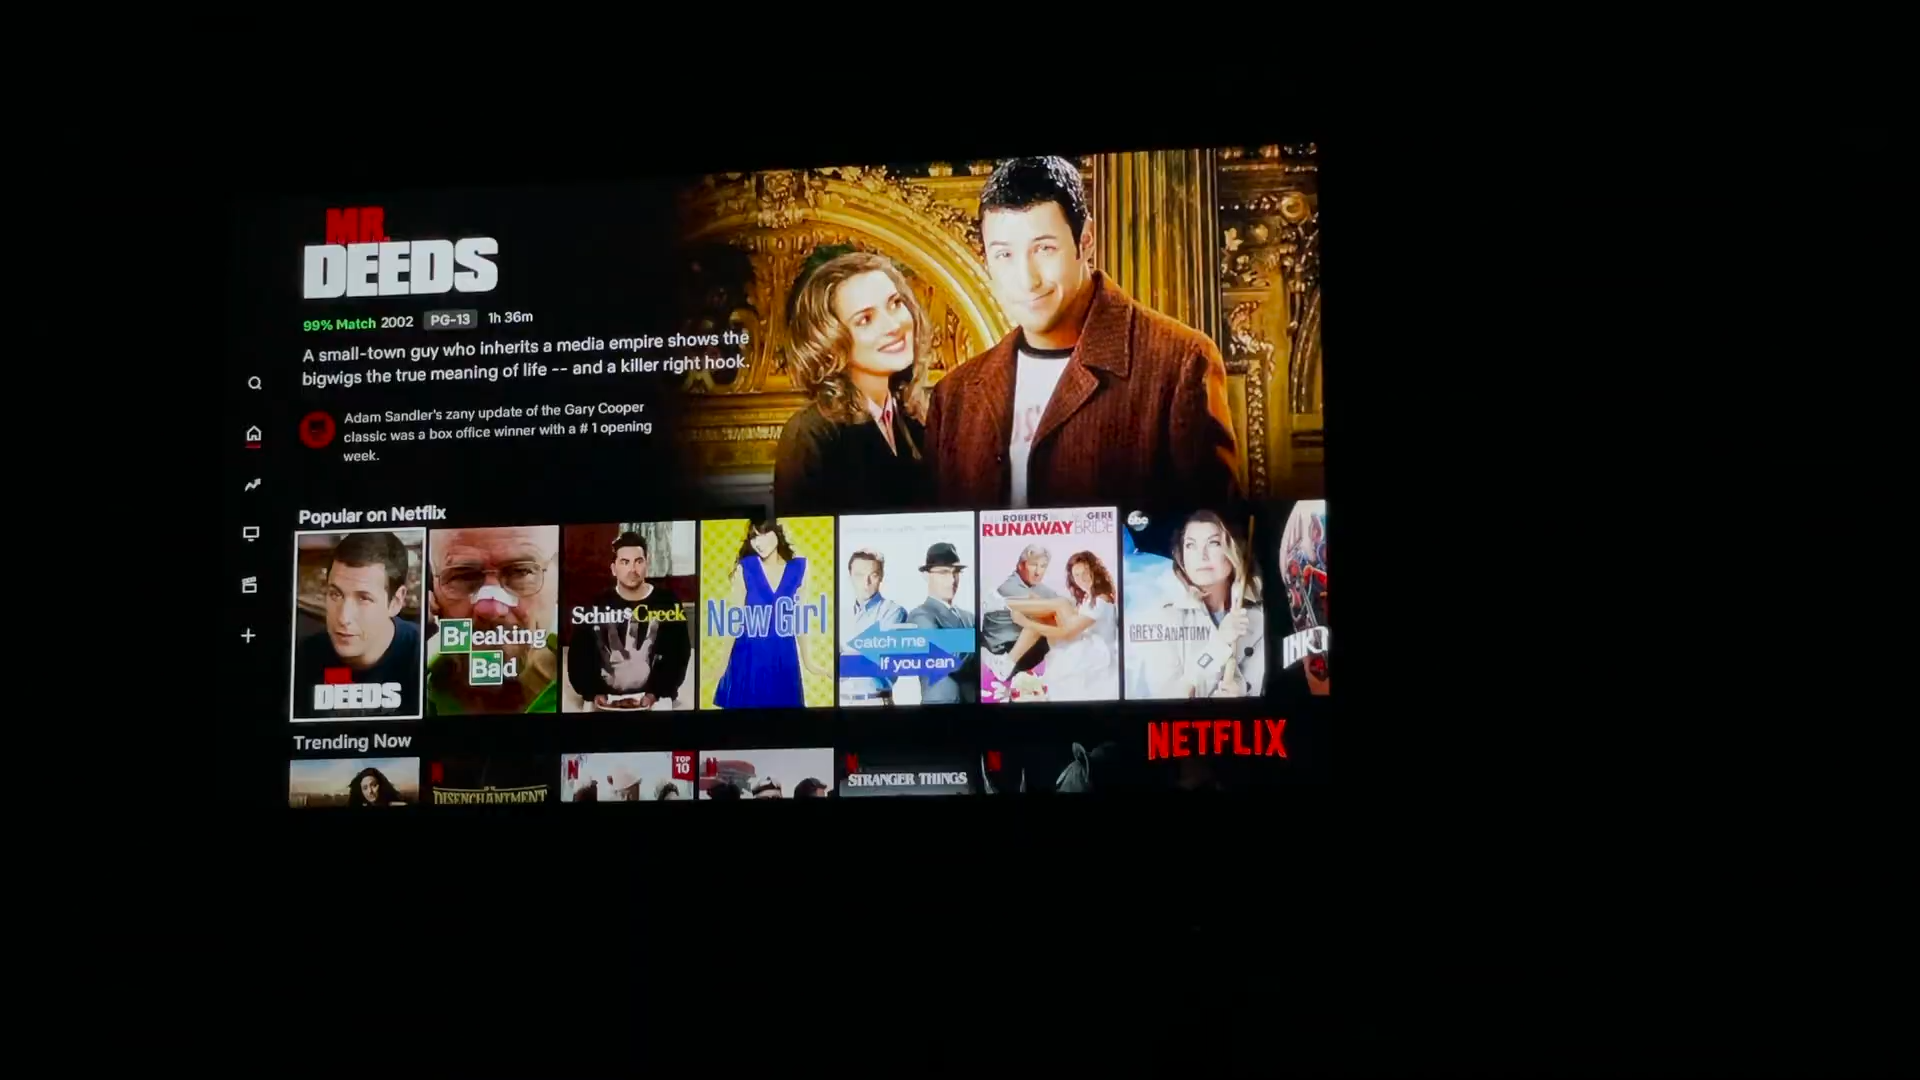 MR.
DEEDS
99% Match 2002 PG-13 1h 36m
A small-town guy who inherits a media empire shows the
bigwigs the true meaning of life -- and a killer right hook.
Adam Sandler's zany update of the Gary Cooper
classic was a box office winner with a #1 opening
week.
Popular on Netflix
MR.
DEEDS
Breaking
Bad
Schitt$ Creek
New Girl
catch me
if you can
ROBERTS GERE
RUNAWAY BRIDE
abc
GREY'S ANATOMY
Trending Now
NETFLIX
N
DISENCHANTMENT
N
TOP
10
N
N
STRANGER THINGS
N